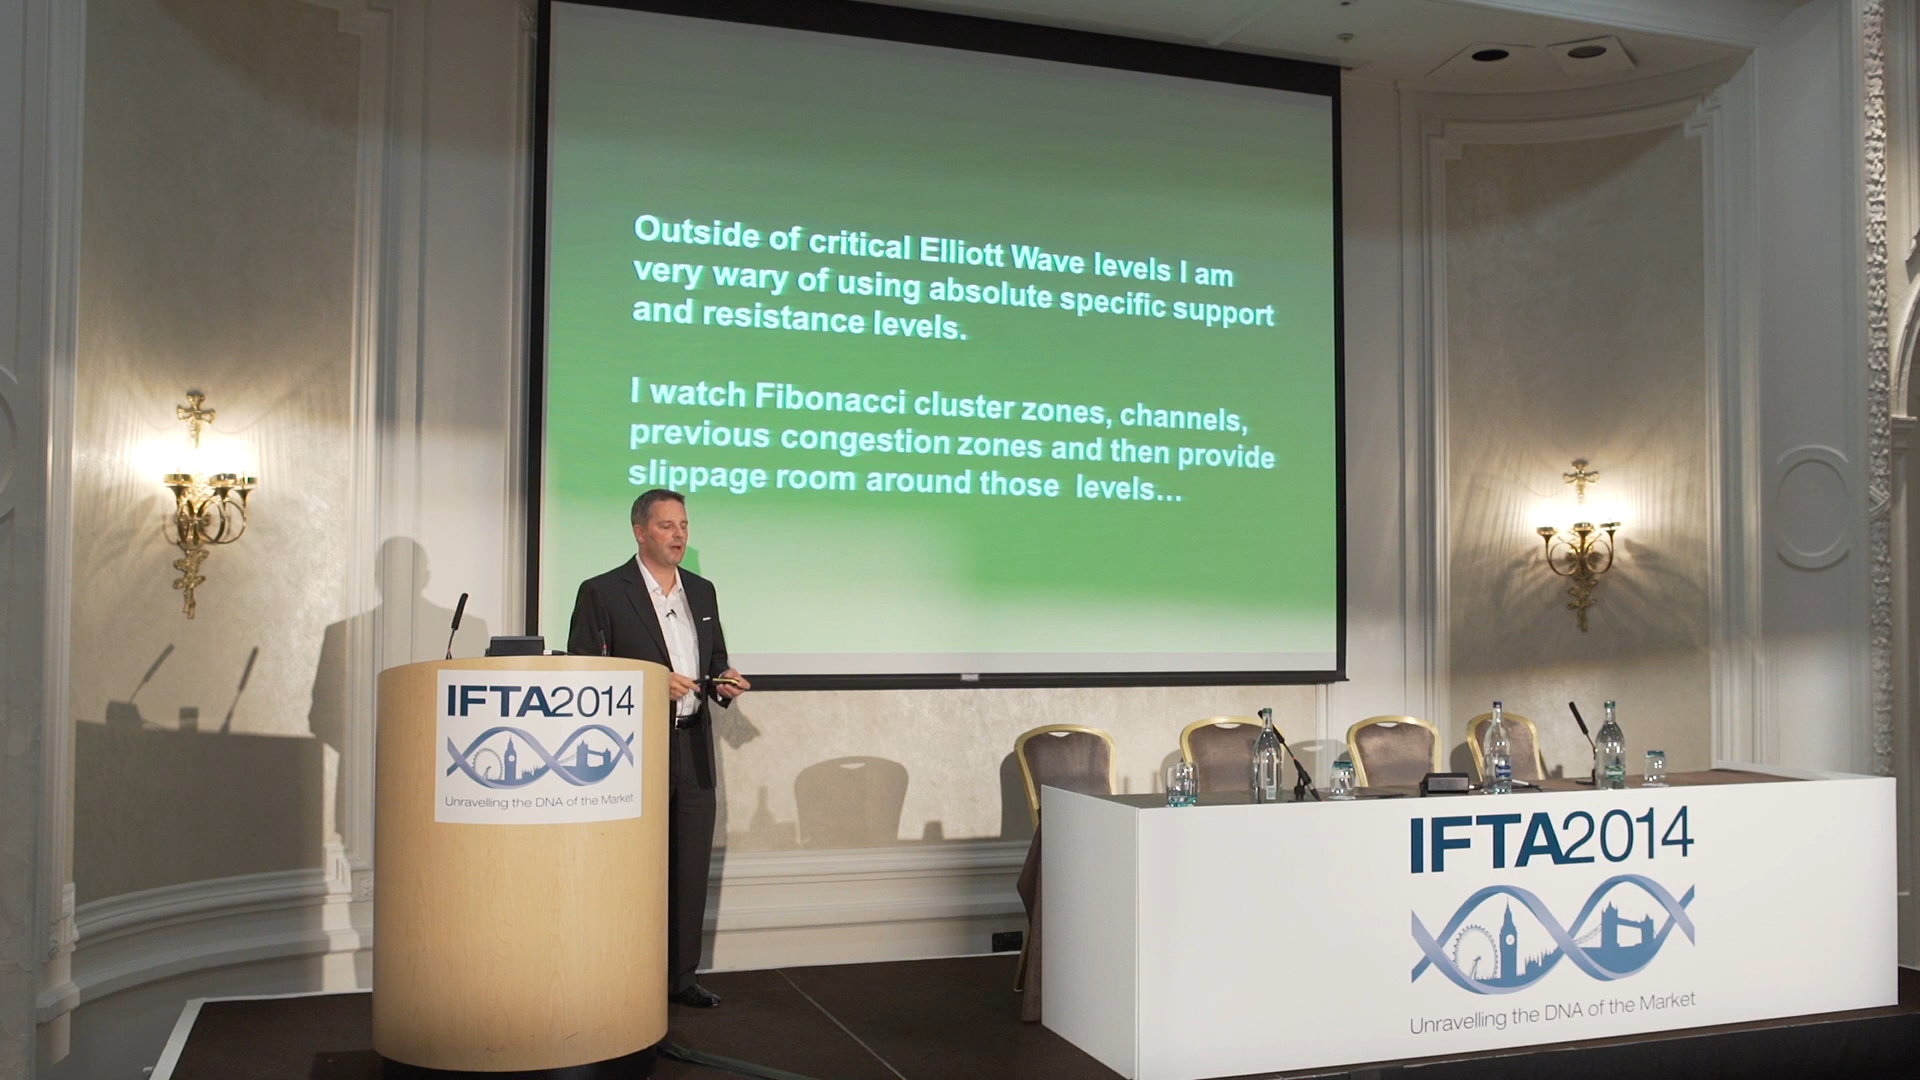 Outside of critical Elliott Wave levels I am
very wary of using absolute specific support
and resistance levels.
I watch Fibonacci cluster zones, channels,
previous congestion zones and then provide
slippage room around those levels...
IFTA2014
Unravelling the DNA of the Market
IFTA2014
Unravelling the DNA of the Market